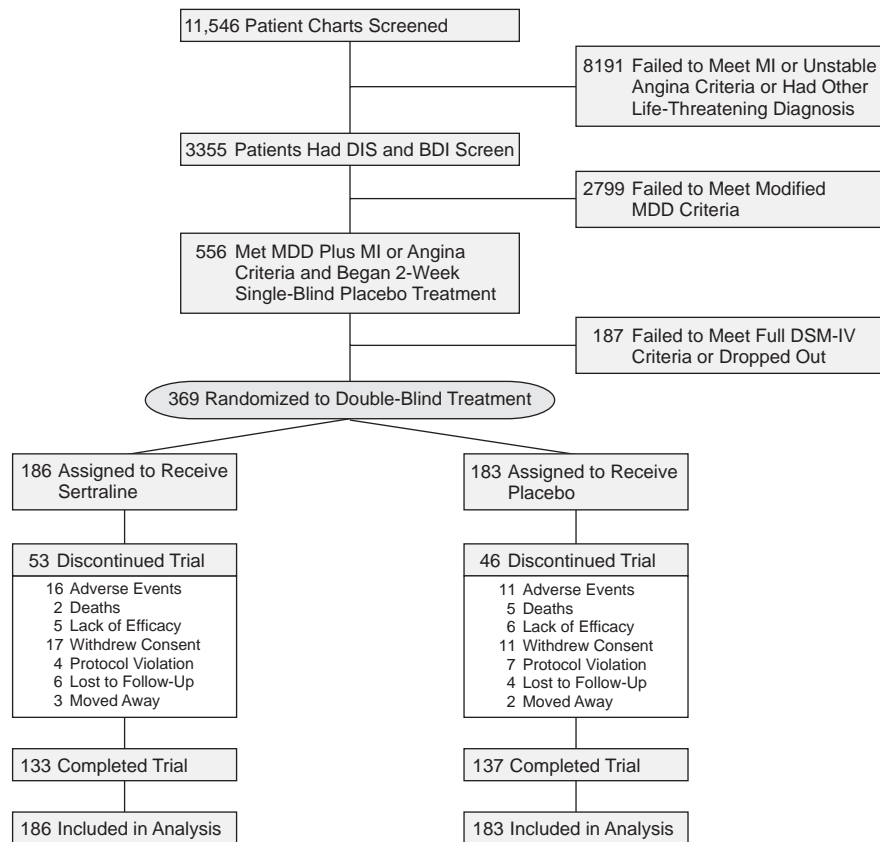 11,546 Patient Charts Screened
8191 Failed to Meet MI or Unstable
Angina Criteria or Had Other
Life-Threatening Diagnosis
3355 Patients Had DIS and BDI Screen
2799 Failed to Meet Modified
MDD Criteria
556 Met MDD Plus MI or Angina
Criteria and Began 2-Week
Single-Blind Placebo Treatment
187 Failed to Meet Full DSM-IV
Criteria or Dropped Out
369 Randomized to Double-Blind Treatment
186 Assigned to Receive
Sertraline
53 Discontinued Trial
16 Adverse Events
2 Deaths
5 Lack of Efficacy
17 Withdrew Consent
4 Protocol Violation
6 Lost to Follow-Up
3 Moved Away
133 Completed Trial
186 Included in Analysis
183 Assigned to Receive
Placebo
46 Discontinued Trial
11 Adverse Events
5 Deaths
6 Lack of Efficacy
11 Withdrew Consent
7 Protocol Violation
4 Lost to Follow-Up
2 Moved Away
137 Completed Trial
183 Included in Analysis